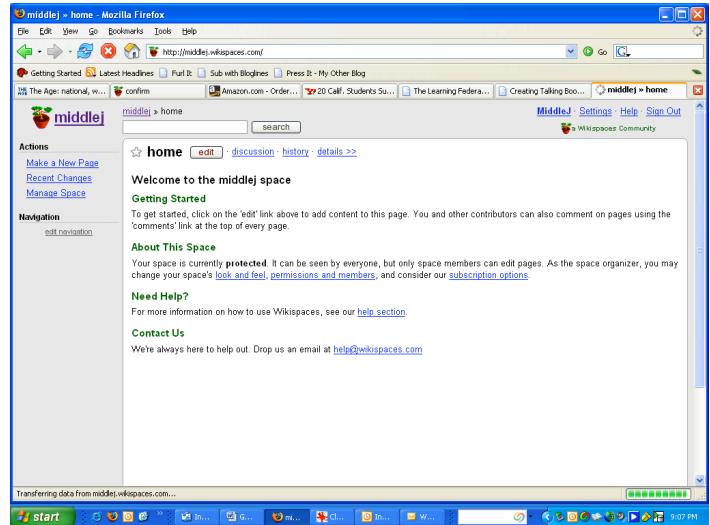 middlej » home - Mozilla Firefox
File Edit View Go Bookmarks Tools Help
http://middlej.wikispaces.com/ Go G
Getting Started Latest Headlines Furl It Sub with Bloglines Press It - My Other Blog
The Age: national, w... confirm Amazon.com - Order... 20 Calif. Students Su... The Learning Federa... Creating Talking Boo... middlej » home
middlej
middlej » home
MiddleJ · Settings · Help · Sign Out
search
a Wikispaces Community
Actions
Make a New Page
Recent Changes
Manage Space
Navigation
edit navigation
home edit · discussion · history · details >>
Welcome to the middlej space
Getting Started
To get started, click on the 'edit' link above to add content to this page. You and other contributors can also comment on pages using the
'comments' link at the top of every page.
About This Space
Your space is currently protected. It can be seen by everyone, but only space members can edit pages. As the space organizer, you may
change your space's look and feel, permissions and members, and consider our subscription options.
Need Help?
For more information on how to use Wikispaces, see our help section.
Contact Us
We're always here to help out. Drop us an email at help@wikispaces.com
Transferring data from middlej.wikispaces.com...
start In... G... mi... Cl... In... W... 9:07 PM